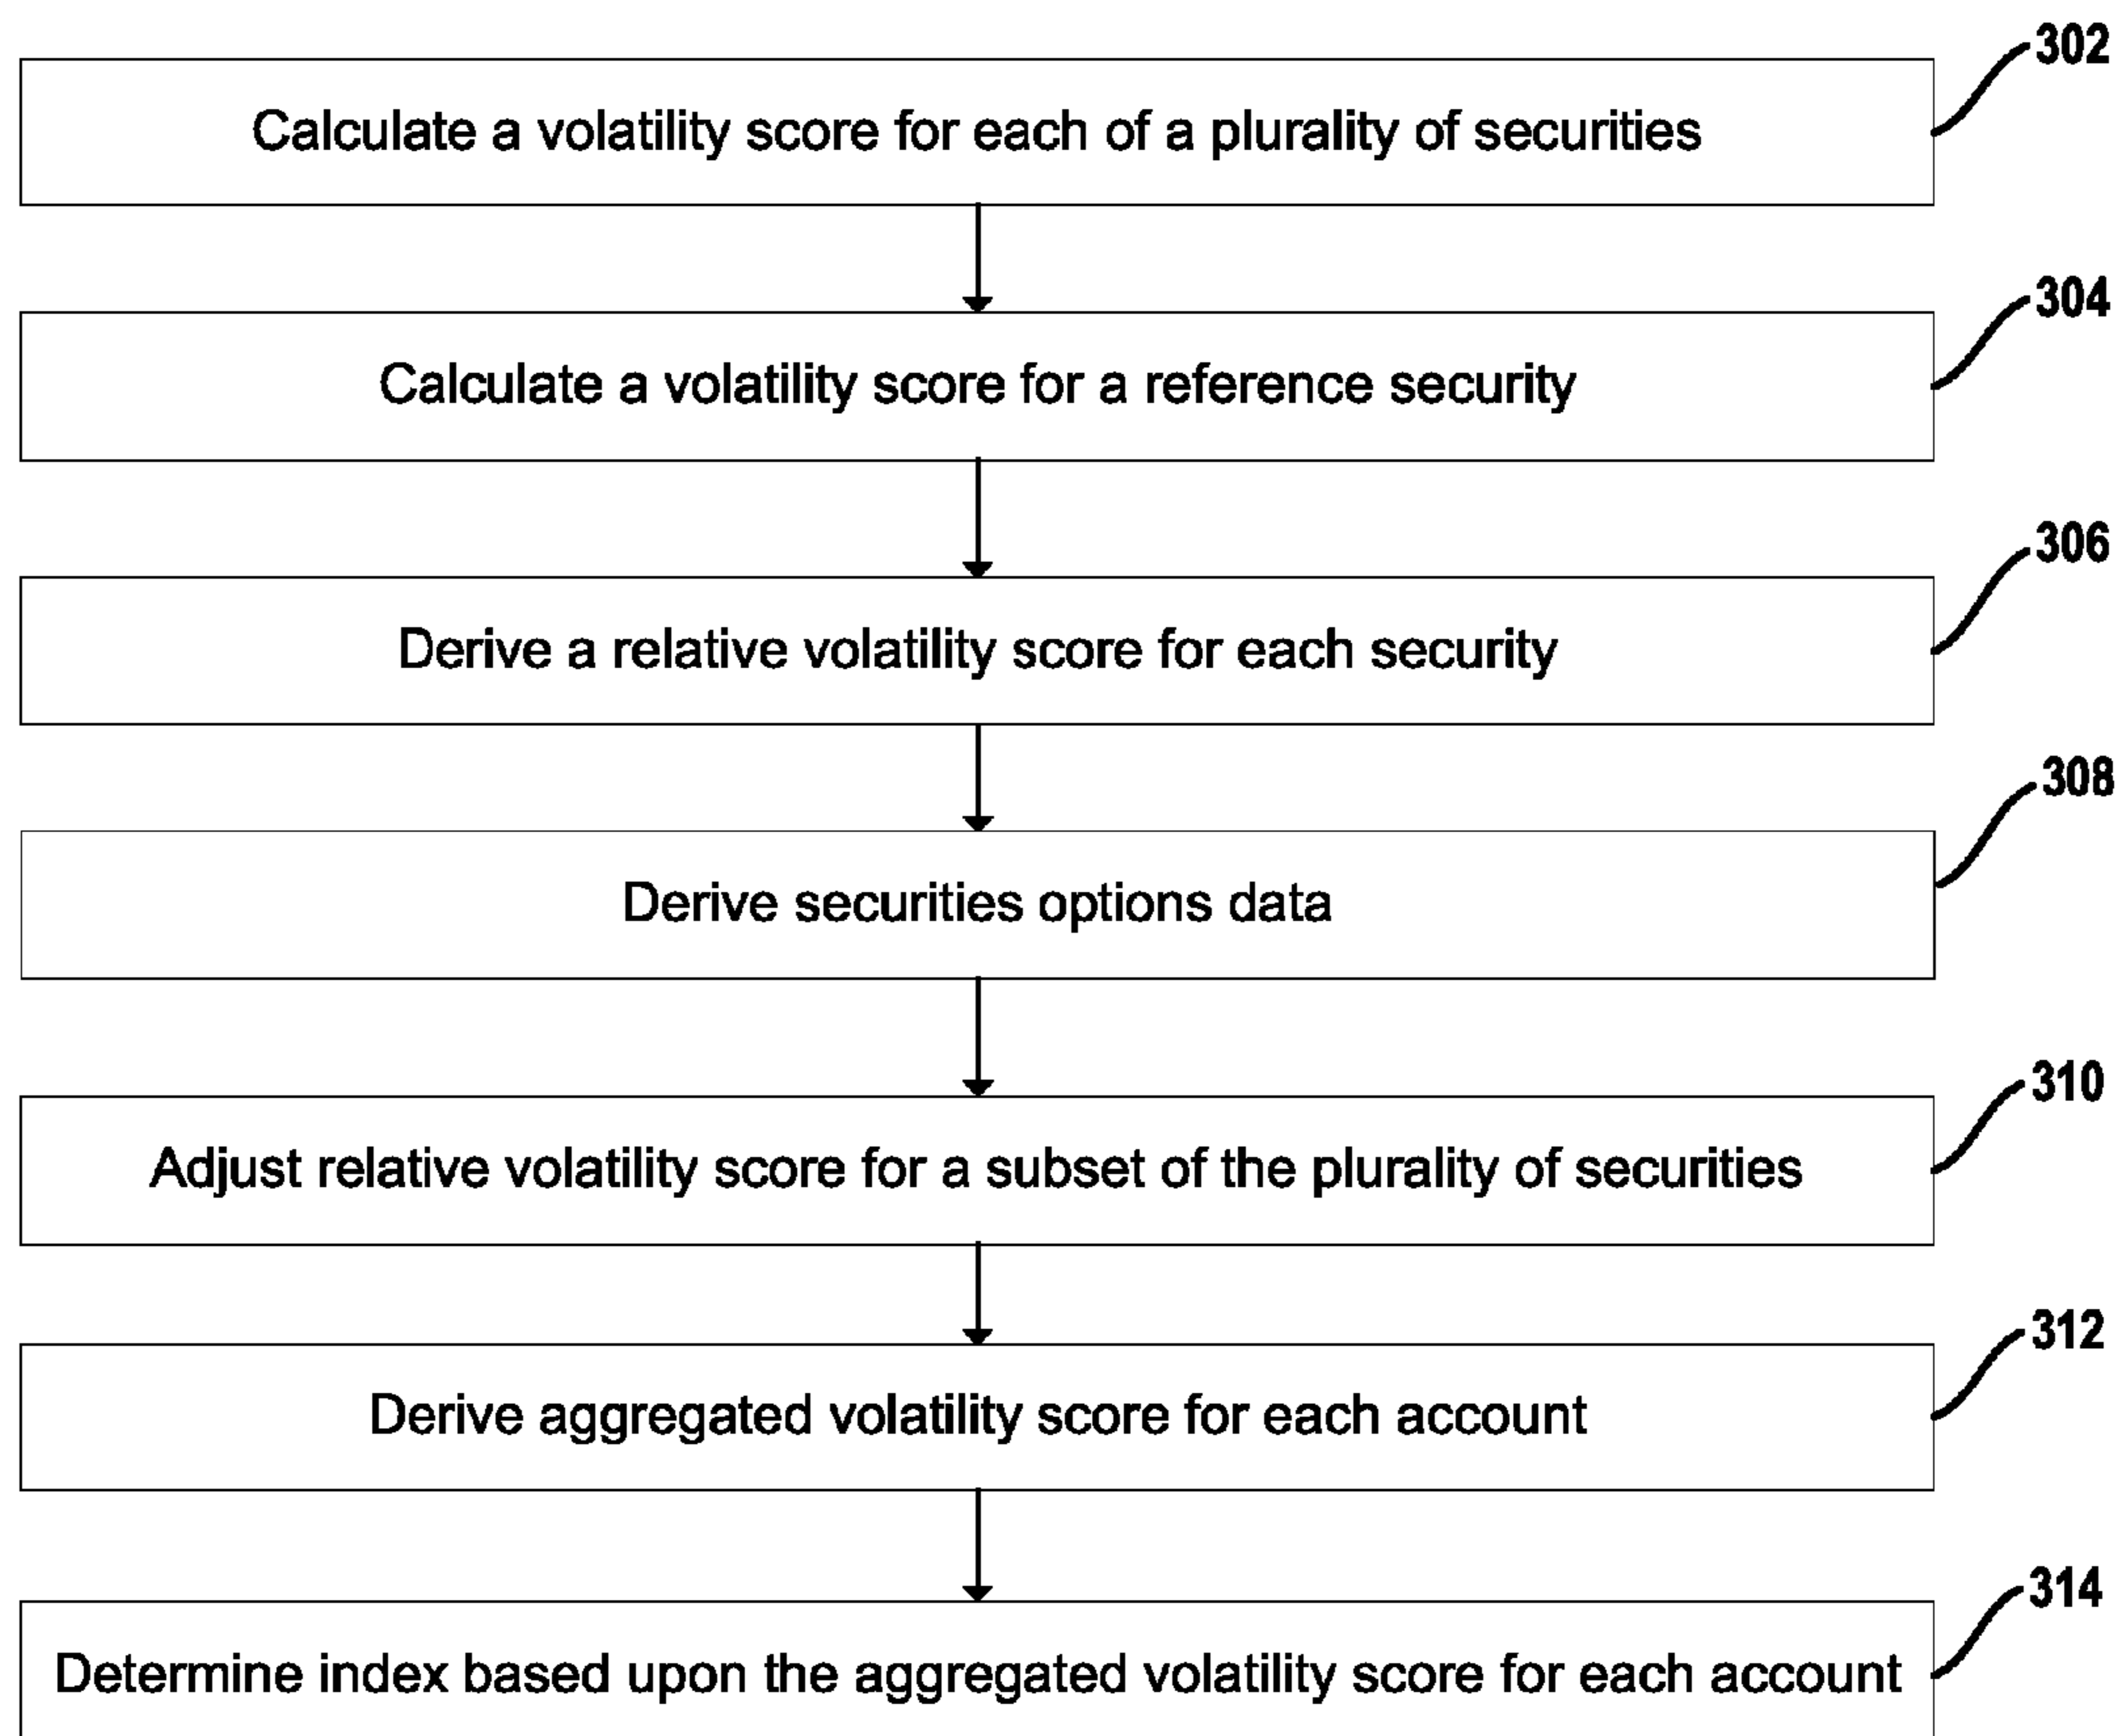 302
Calculate a volatility score for each of a plurality of securities
304
Calculate a volatility score for a reference security
306
Derive a relative volatility score for each security
308
Derive securities options data
310
Adjust relative volatility score for a subset of the plurality of securities
312
Derive aggregated volatility score for each account
314
Determine index based upon the aggregated volatility score for each account